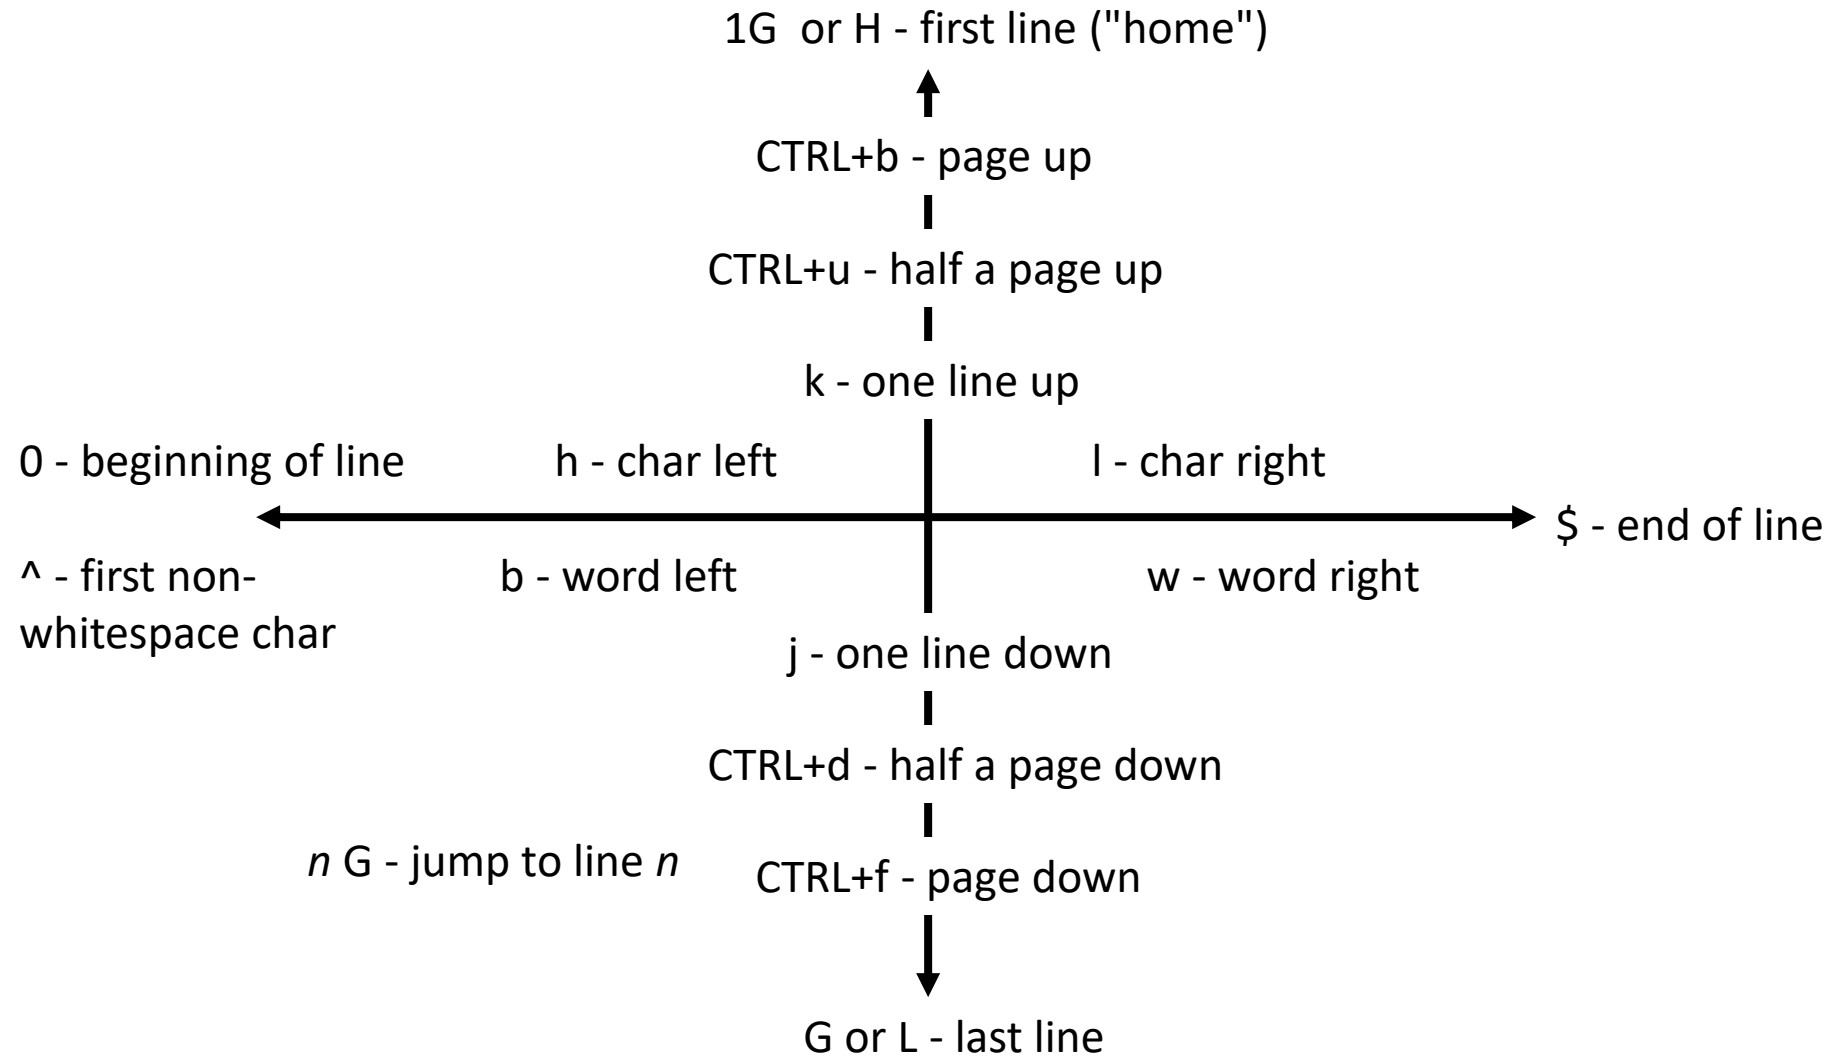 1G  or H - first line ("home")
CTRL+b - page up
CTRL+u - half a page up
k - one line up
0 - beginning of line
h - char left
l - char right
$ - end of line
^ - first non-
whitespace char
b - word left
w - word right
j - one line down
CTRL+d - half a page down
n G - jump to line n
CTRL+f - page down
G or L - last line